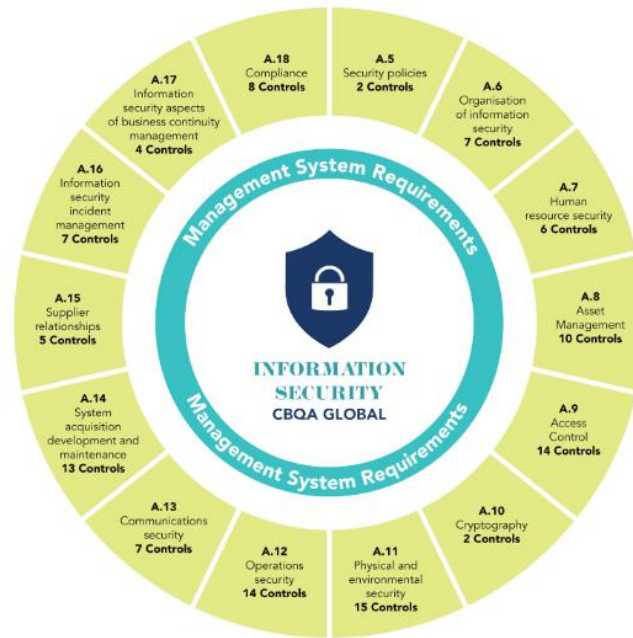 A.5
Security policies
2 Controls
A.6
Organisation
of information
security
7 Controls
A.7
Human
resource security
6 Controls
A.8
Asset
Management
10 Controls
A.9
Access
Control
14 Controls
A.10
Cryptography
2 Controls
A.11
Physical and
environmental
security
15 Controls
A.12
Operations
security
14 Controls
A.13
Communications
security
7 Controls
A.14
System
acquisition
development and
maintenance
13 Controls
A.15
Supplier
relationships
5 Controls
A.16
Information
security
incident
management
7 Controls
A.17
Information
security aspects
of business continuity
management
4 Controls
A.18
Compliance
8 Controls
Management System Requirements
INFORMATION
SECURITY
CBQA GLOBAL
Management System Requirements